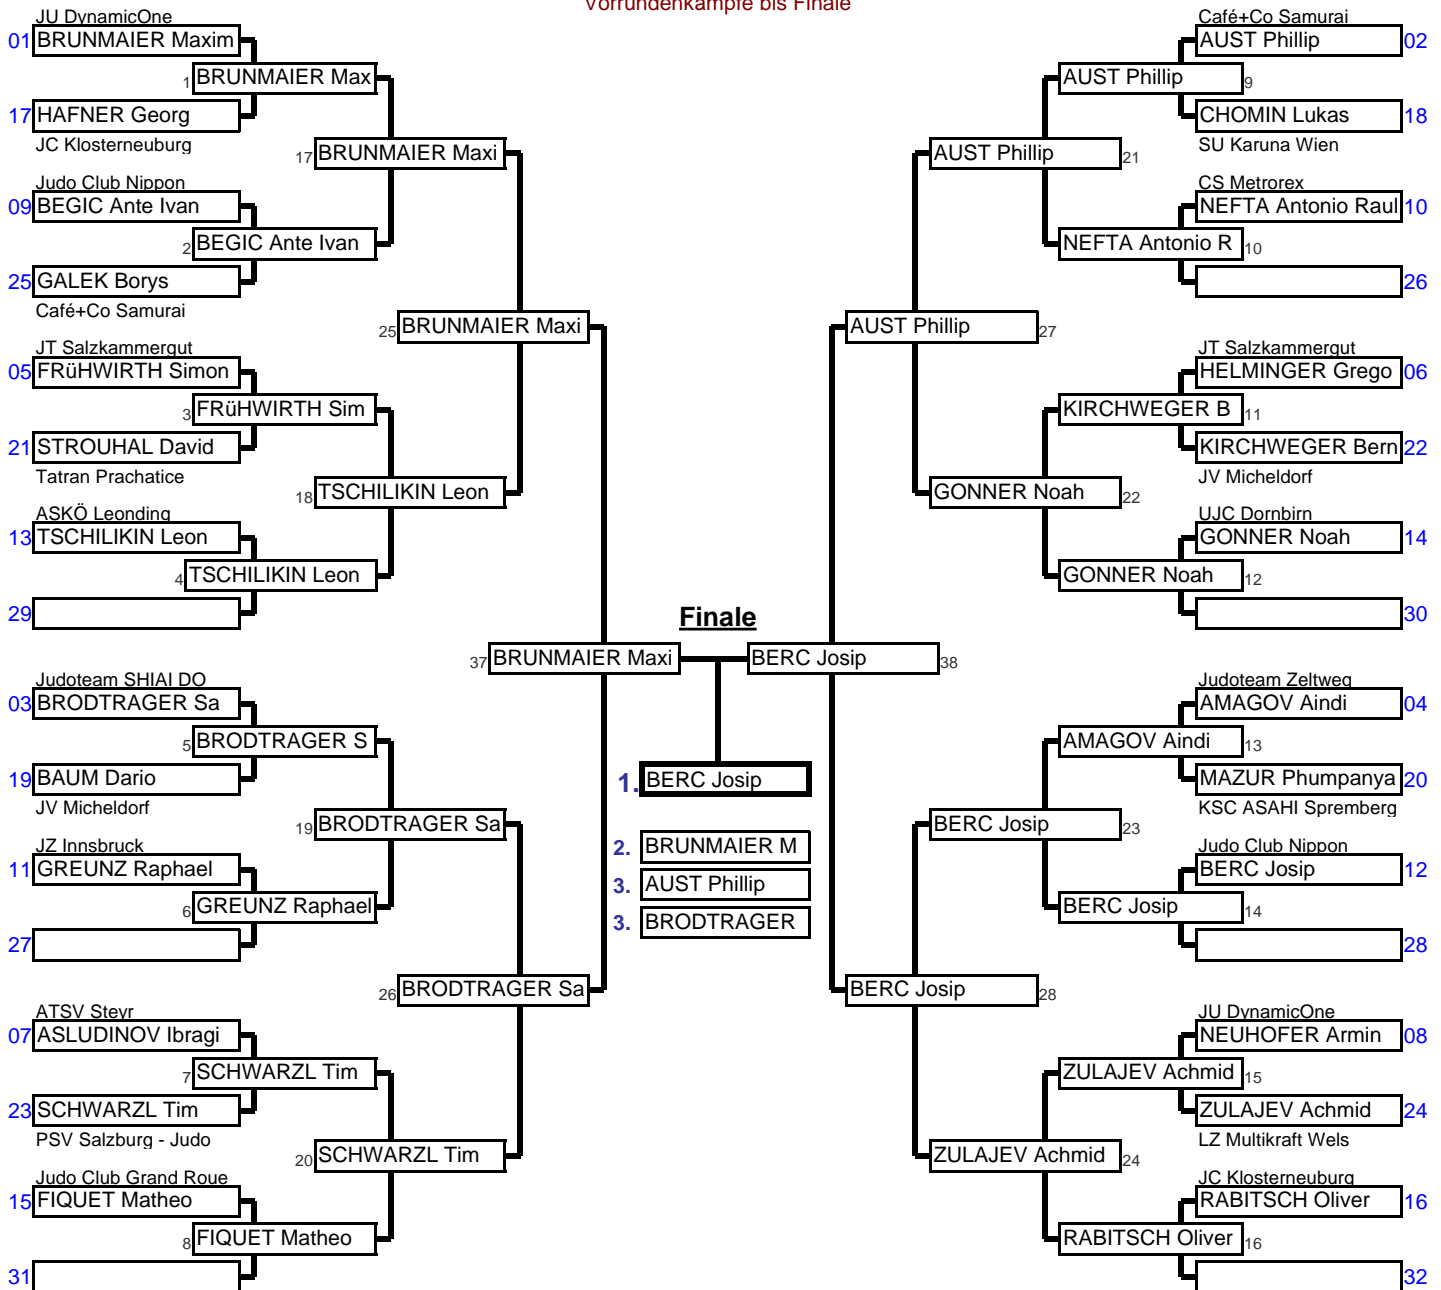 Vorrundenkämpfe bis Finale
JU DynamicOne
01 BRUNMAIER Maxim
1 BRUNMAIER Max
17 HAFNER Georg
JC Klosterneuburg
17 BRUNMAIER Maxi
Judo Club Nippon
09 BEGIC Ante Ivan
2 BEGIC Ante Ivan
25 GALEK Borys
Café+Co Samurai
25 BRUNMAIER Maxi
JT Salzkammergut
05 FRüHWIRTH Simon
3 FRüHWIRTH Sim
21 STROUHAL David
Tatran Prachatice
18 TSCHILIKIN Leon
ASKÖ Leonding
13 TSCHILIKIN Leon
4 TSCHILIKIN Leon
29
37 BRUNMAIER Maxi
Judoteam SHIAI DO
03 BRODTRAGER Sa
5 BRODTRAGER S
19 BAUM Dario
JV Micheldorf
19 BRODTRAGER Sa
JZ Innsbruck
11 GREUNZ Raphael
6 GREUNZ Raphael
27
26 BRODTRAGER Sa
ATSV Steyr
07 ASLUDINOV Ibragi
7 SCHWARZL Tim
23 SCHWARZL Tim
PSV Salzburg - Judo
20 SCHWARZL Tim
Judo Club Grand Roue
15 FIQUET Matheo
8 FIQUET Matheo
31
Finale
1. BERC Josip
2. BRUNMAIER M
3. AUST Phillip
3. BRODTRAGER
Café+Co Samurai
AUST Phillip 02
AUST Phillip 9
CHOMIN Lukas 18
SU Karuna Wien
AUST Phillip 21
CS Metrorex
NEFTA Antonio Raul 10
NEFTA Antonio R 10
26
AUST Phillip 27
JT Salzkammergut
HELMINGER Grego 06
KIRCHWEGER B 11
KIRCHWEGER Bern 22
JV Micheldorf
GONNER Noah 22
UJC Dornbirn
GONNER Noah 14
GONNER Noah 12
30
BERC Josip 38
Judoteam Zeltweg
AMAGOV Aindi 04
AMAGOV Aindi 13
MAZUR Phumpanya 20
KSC ASAHI Spremberg
BERC Josip 23
Judo Club Nippon
BERC Josip 12
BERC Josip 14
28
BERC Josip 28
JU DynamicOne
NEUHOFER Armin 08
ZULAJEV Achmid 15
ZULAJEV Achmid 24
LZ Multikraft Wels
ZULAJEV Achmid 24
JC Klosterneuburg
RABITSCH Oliver 16
RABITSCH Oliver 16
32